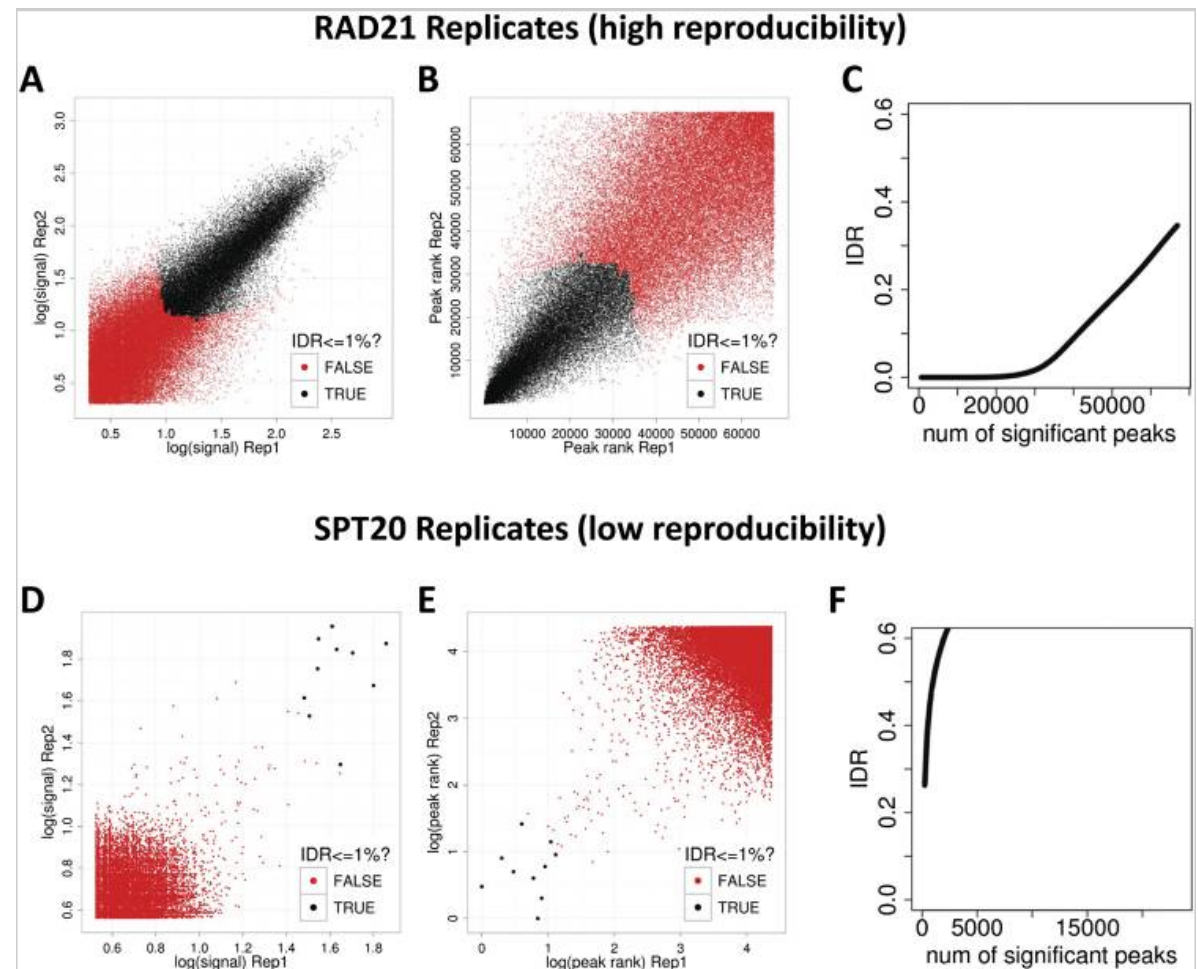 RAD21 Replicates (high reproducibility)
A
B
C
3.0
2.5
2.0
1.5
1.0
0.5
log(signal) Rep2
0.5 1.0 1.5 2.0 2.5
log(signal) Rep1
IDR<=1%?
FALSE
TRUE
60000
50000
40000
30000
20000
10000
Peak rank Rep2
10000 20000 30000 40000 50000 60000
Peak rank Rep1
IDR<=1%?
FALSE
TRUE
0.6
0.4
0.2
0.0
IDR
0 20000 50000
num of significant peaks
SPT20 Replicates (low reproducibility)
D
E
F
1.8
1.6
1.4
1.2
1.0
0.8
0.6
log(signal) Rep2
0.6 0.8 1.0 1.2 1.4 1.6 1.8
log(signal) Rep1
IDR<=1%?
FALSE
TRUE
4
3
2
1
0
log(peak rank) Rep2
0 1 2 3 4
log(peak rank) Rep1
IDR<=1%?
FALSE
TRUE
0.6
0.4
0.2
0.0
IDR
0 5000 15000
num of significant peaks